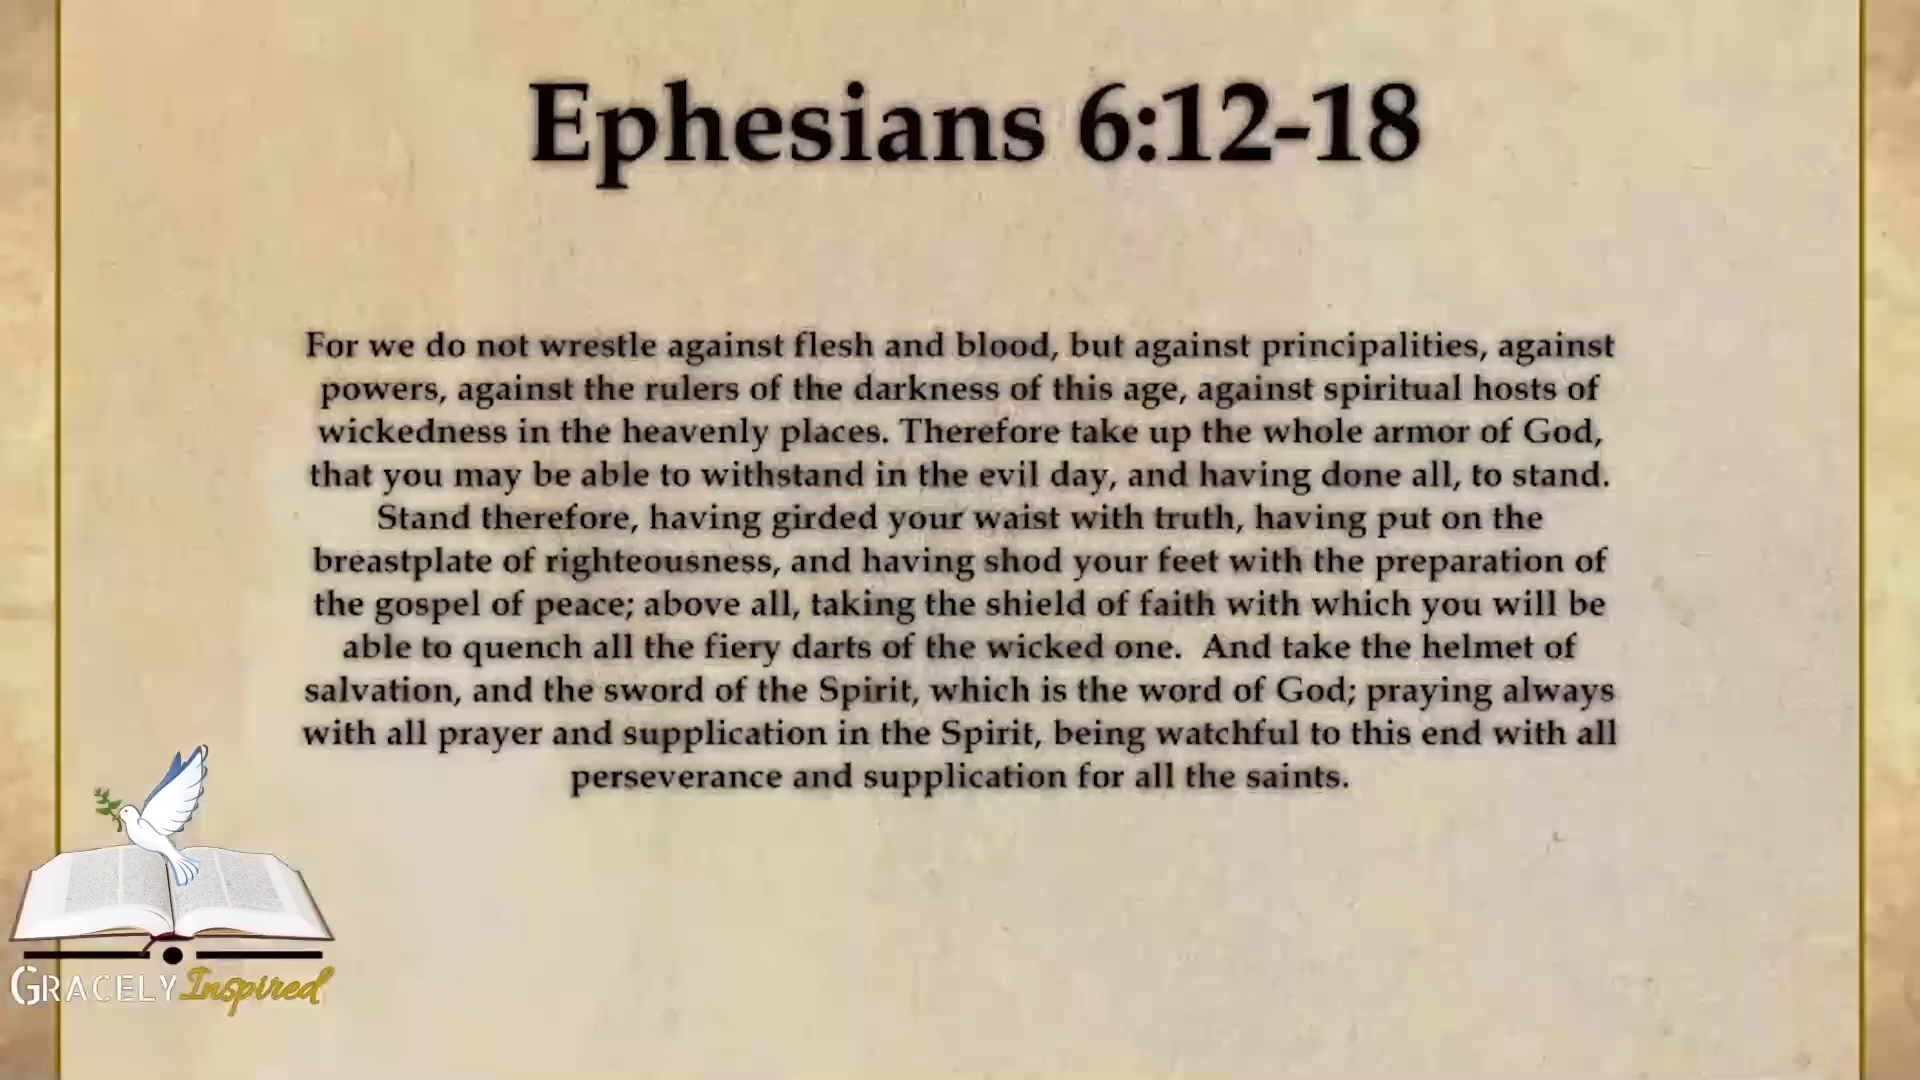 Ephesians 6:12-18
For we do not wrestle against flesh and blood, but against principalities, against
powers, against the rulers of the darkness of this age, against spiritual hosts of
wickedness in the heavenly places. Therefore take up the whole armor of God,
that you may be able to withstand in the evil day, and having done all, to stand.
Stand therefore, having girded your waist with truth, having put on the
breastplate of righteousness, and having shod your feet with the preparation of
the gospel of peace; above all, taking the shield of faith with which you will be
able to quench all the fiery darts of the wicked one.  And take the helmet of
salvation, and the sword of the Spirit, which is the word of God; praying always
with all prayer and supplication in the Spirit, being watchful to this end with all
perseverance and supplication for all the saints.
GRACELY Inspired